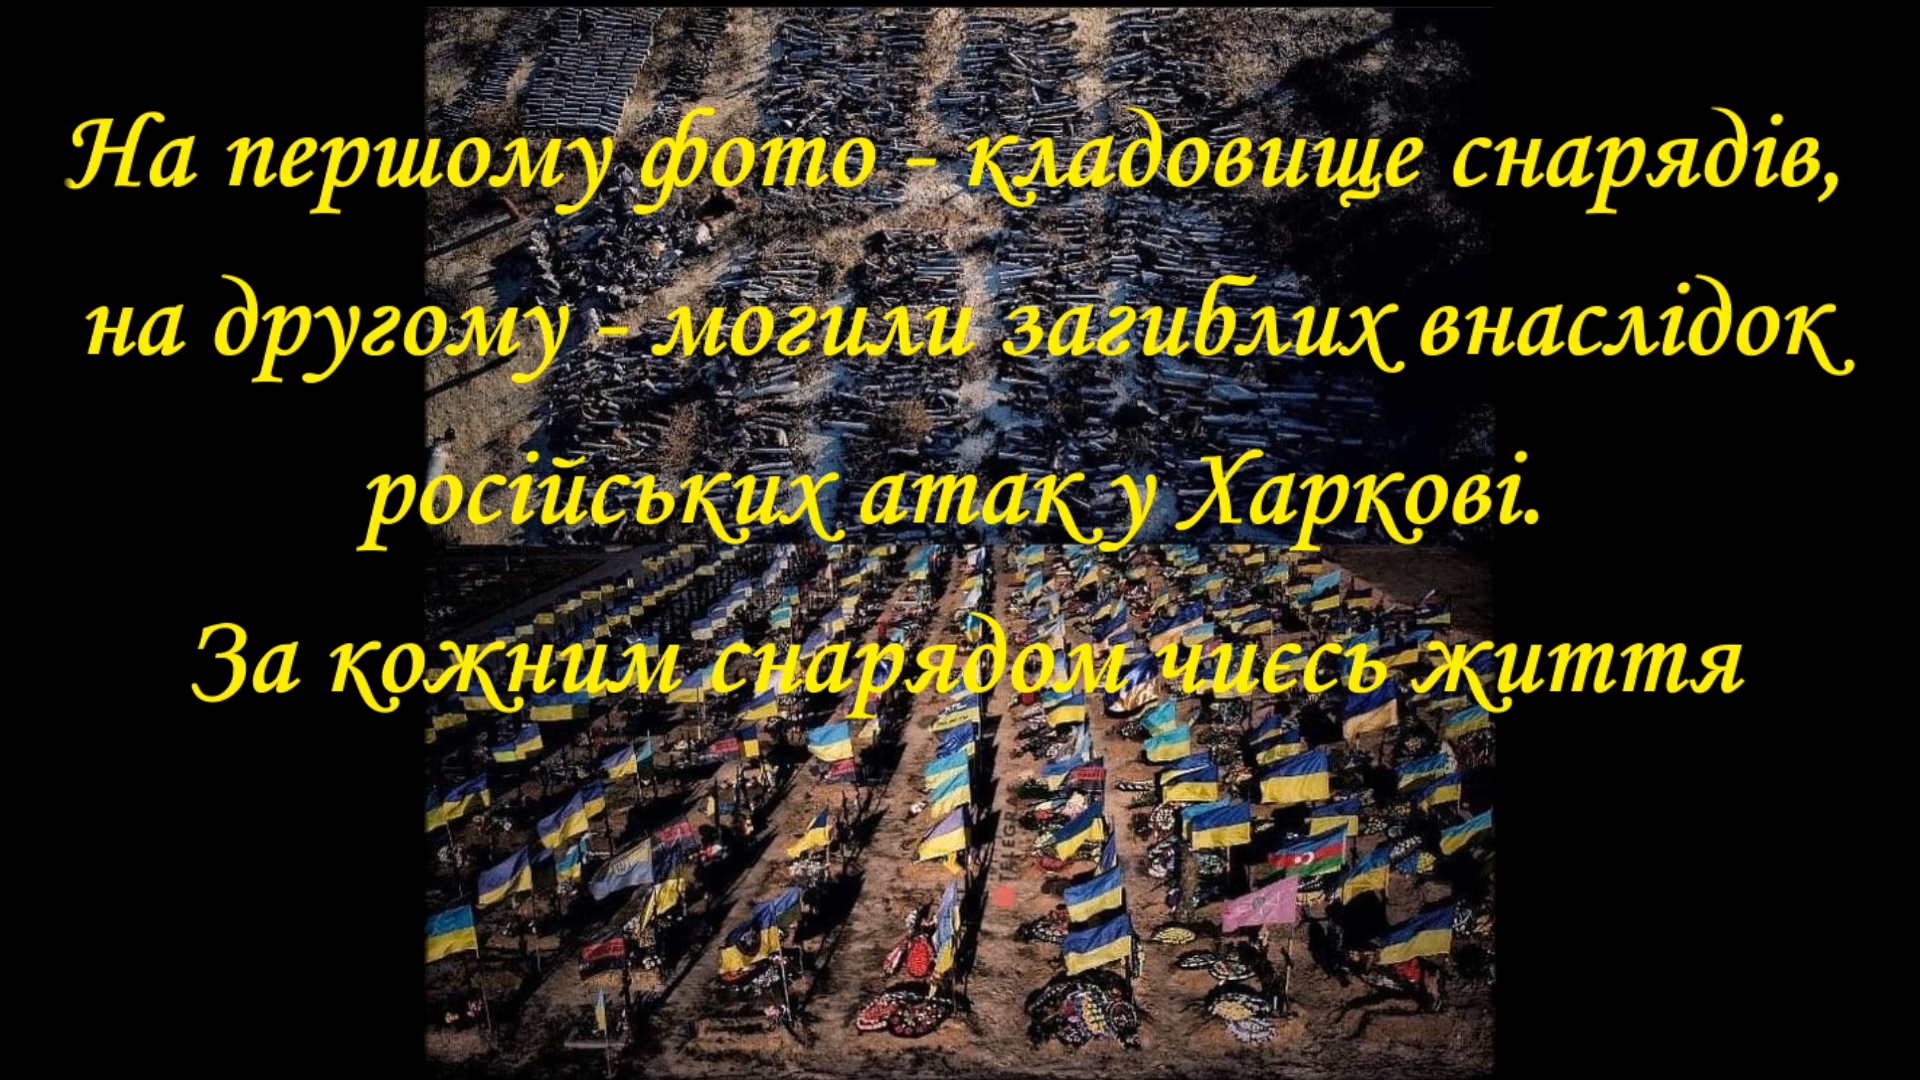 На першому фото - кладовище снарядів,
на другому - могили загиблих внаслідок
російських атак у Харкові.
За кожним снарядом чиєсь життя